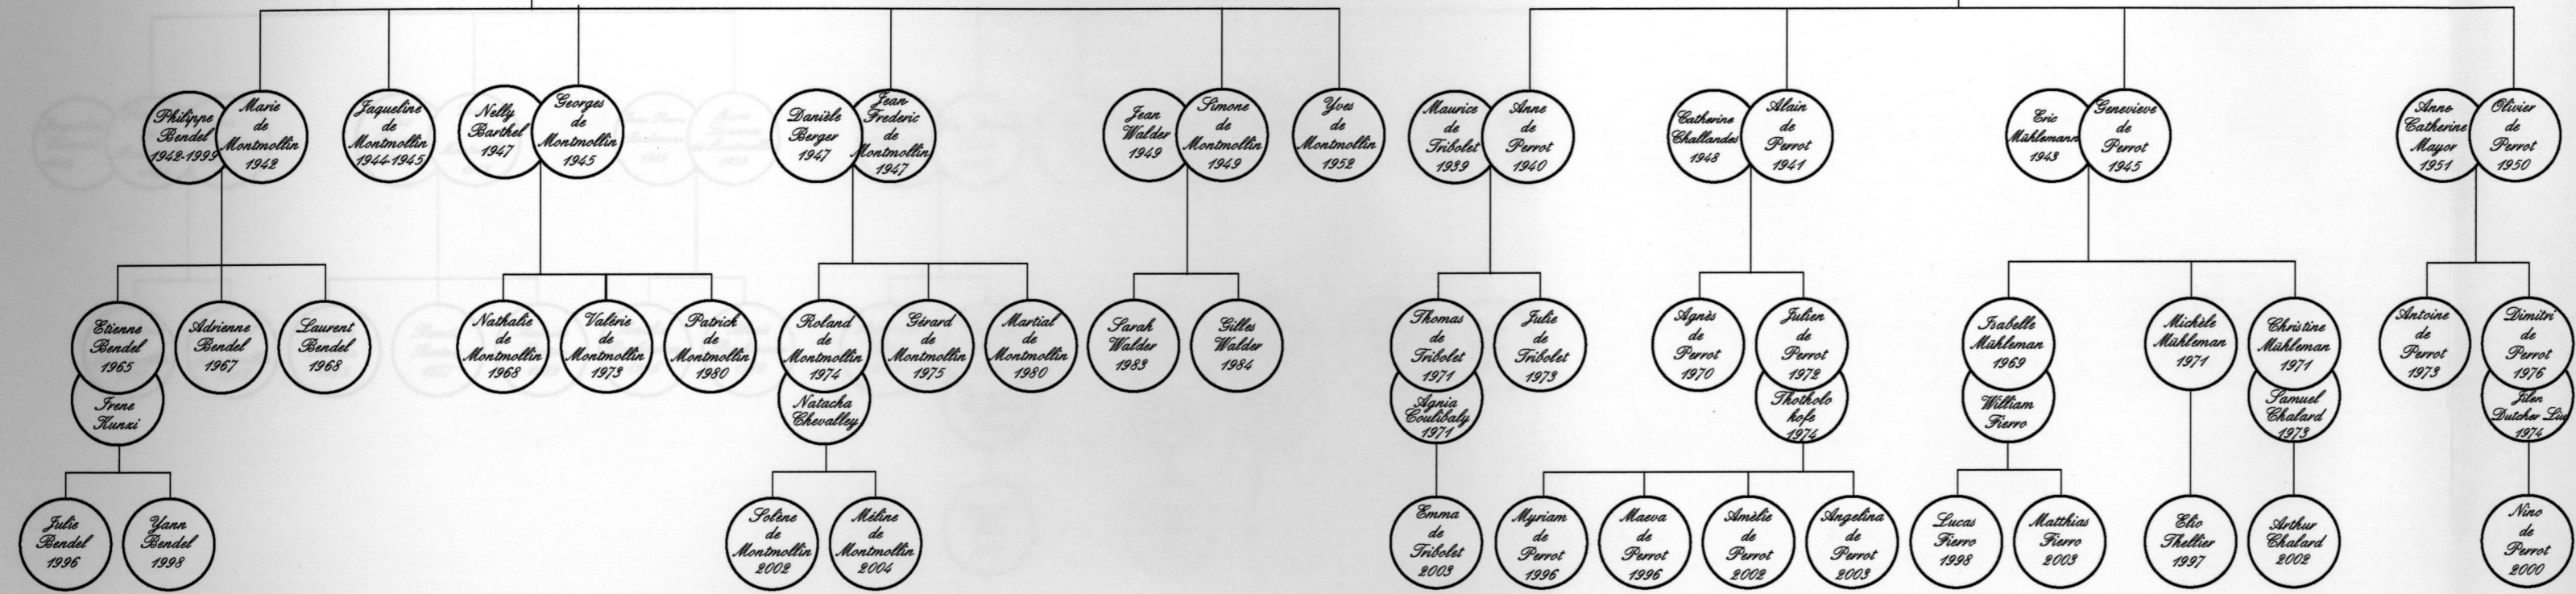 Philippe
Bendel
1942-1999
Marie
de
Montmollin
1942
Jaqueline
de
Montmollin
1944-1945
Nelly
Barthel
1947
Georges
de
Montmollin
1945
Danièle
Berger
1947
Jean
Frederic
de
Montmollin
1947
Jean
Walder
1949
Simone
de
Montmollin
1949
Yves
de
Montmollin
1952
Maurice
de
Tribolet
1939
Anne
de
Perrot
1940
Catherine
Challandes
1948
Alain
de
Perrot
1941
Eric
Mühlemann
1943
Genevieve
de
Perrot
1945
Anne
Catherine
Mayor
1951
Olivier
de
Perrot
1950
Etienne
Bendel
1965
Irene
Kunzi
Adrienne
Bendel
1967
Laurent
Bendel
1968
Nathalie
de
Montmollin
1968
Valérie
de
Montmollin
1973
Patrick
de
Montmollin
1980
Roland
de
Montmollin
1974
Natacha
Chevalley
Gérard
de
Montmollin
1975
Martial
de
Montmollin
1980
Sarah
Walder
1983
Gilles
Walder
1984
Thomas
de
Tribolet
1971
Agnia
Coulibaly
1971
Julie
de
Tribolet
1973
Agnès
de
Perrot
1970
Julien
de
Perrot
1972
Thotholo
kofe
1974
Isabelle
Mühleman
1969
William
Fierro
Michèle
Mühleman
1971
Christine
Mühleman
1971
Samuel
Chalard
1973
Antoine
de
Perrot
1973
Dimitri
de
Perrot
1976
Dutcher
1974
Julie
Bendel
1996
Yann
Bendel
1998
Solène
de
Montmollin
2002
Méline
de
Montmollin
2004
Emma
de
Tribolet
2003
Myriam
de
Perrot
1996
Maeva
de
Perrot
1996
Amèlie
de
Perrot
2002
Angelina
de
Perrot
2003
Lucas
Fierro
1998
Matthias
Fierro
2003
Elio
Thellier
1997
Arthur
Chalard
2002
Nino
de
Perrot
2000